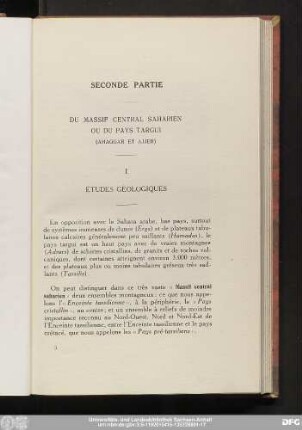 SECONDE PARTIE
DU MASSIF CENTRAL SAHARIEN
OU DU PAYS TARGUI
(AHAGGAR ET AJJER)
I
ETUDES GÉOLOGIQUES
En opposition avec le Sahara arabe, bas pays, surtout
de systèmes immenses de dunes (Ergs) et de plateaux tabu-
laires calcaires généralement peu saillants (Hamadas), le
pays targui est un haut pays avec de vraies montagnes
(Adrars) de schistes cristallins, de granits et de roches vol-
caniques, dont certaines atteignent environ 3.000 mètres,
et des plateaux plus ou moins tabulaires gréseux très sail-
lants (Tassilis).
On peut distinguer dans ce très vaste « Massif central
saharien » deux ensembles montagneux : ce que nous appe-
lons l'« Enceinte tassilienne », à la périphérie, le « Pays
cristallin », au centre, et un ensemble à reliefs de moindre
importance reconnu au Nord-Ouest, Nord et Nord-Est de
l'Enceinte tassilienne, entre l'Enceinte tassilienne et le pays
crétacé, que nous appelons les « Pays pré-tassiliens ».